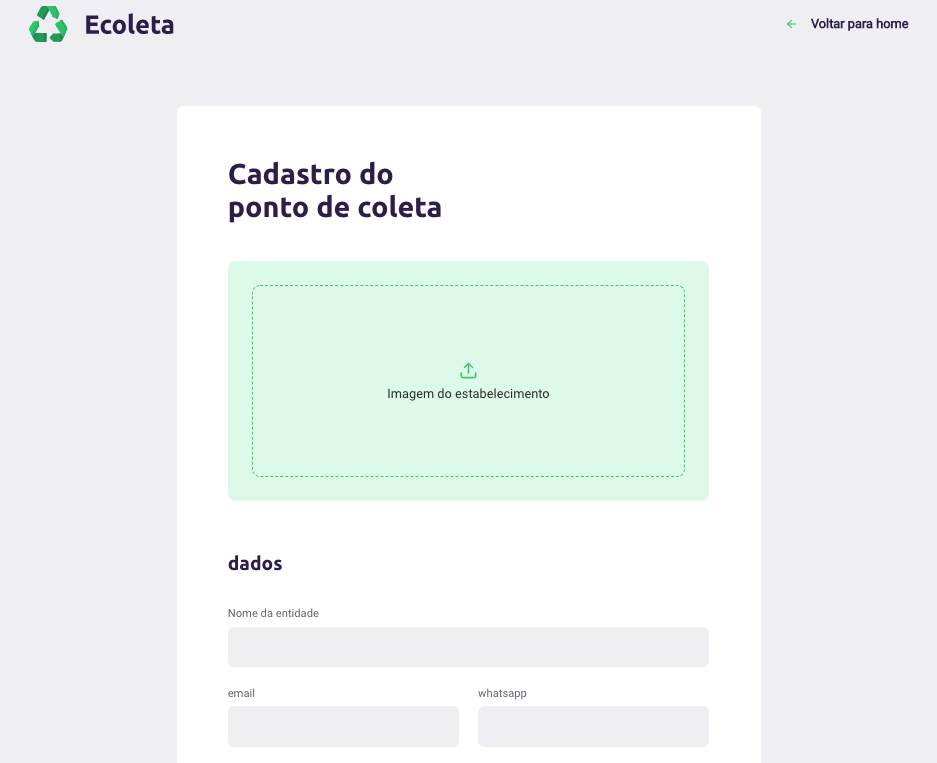 Ecoleta
Voltar para home
Cadastro do
ponto de coleta
Imagem do estabelecimento
dados
Nome da entidade
email
whatsapp